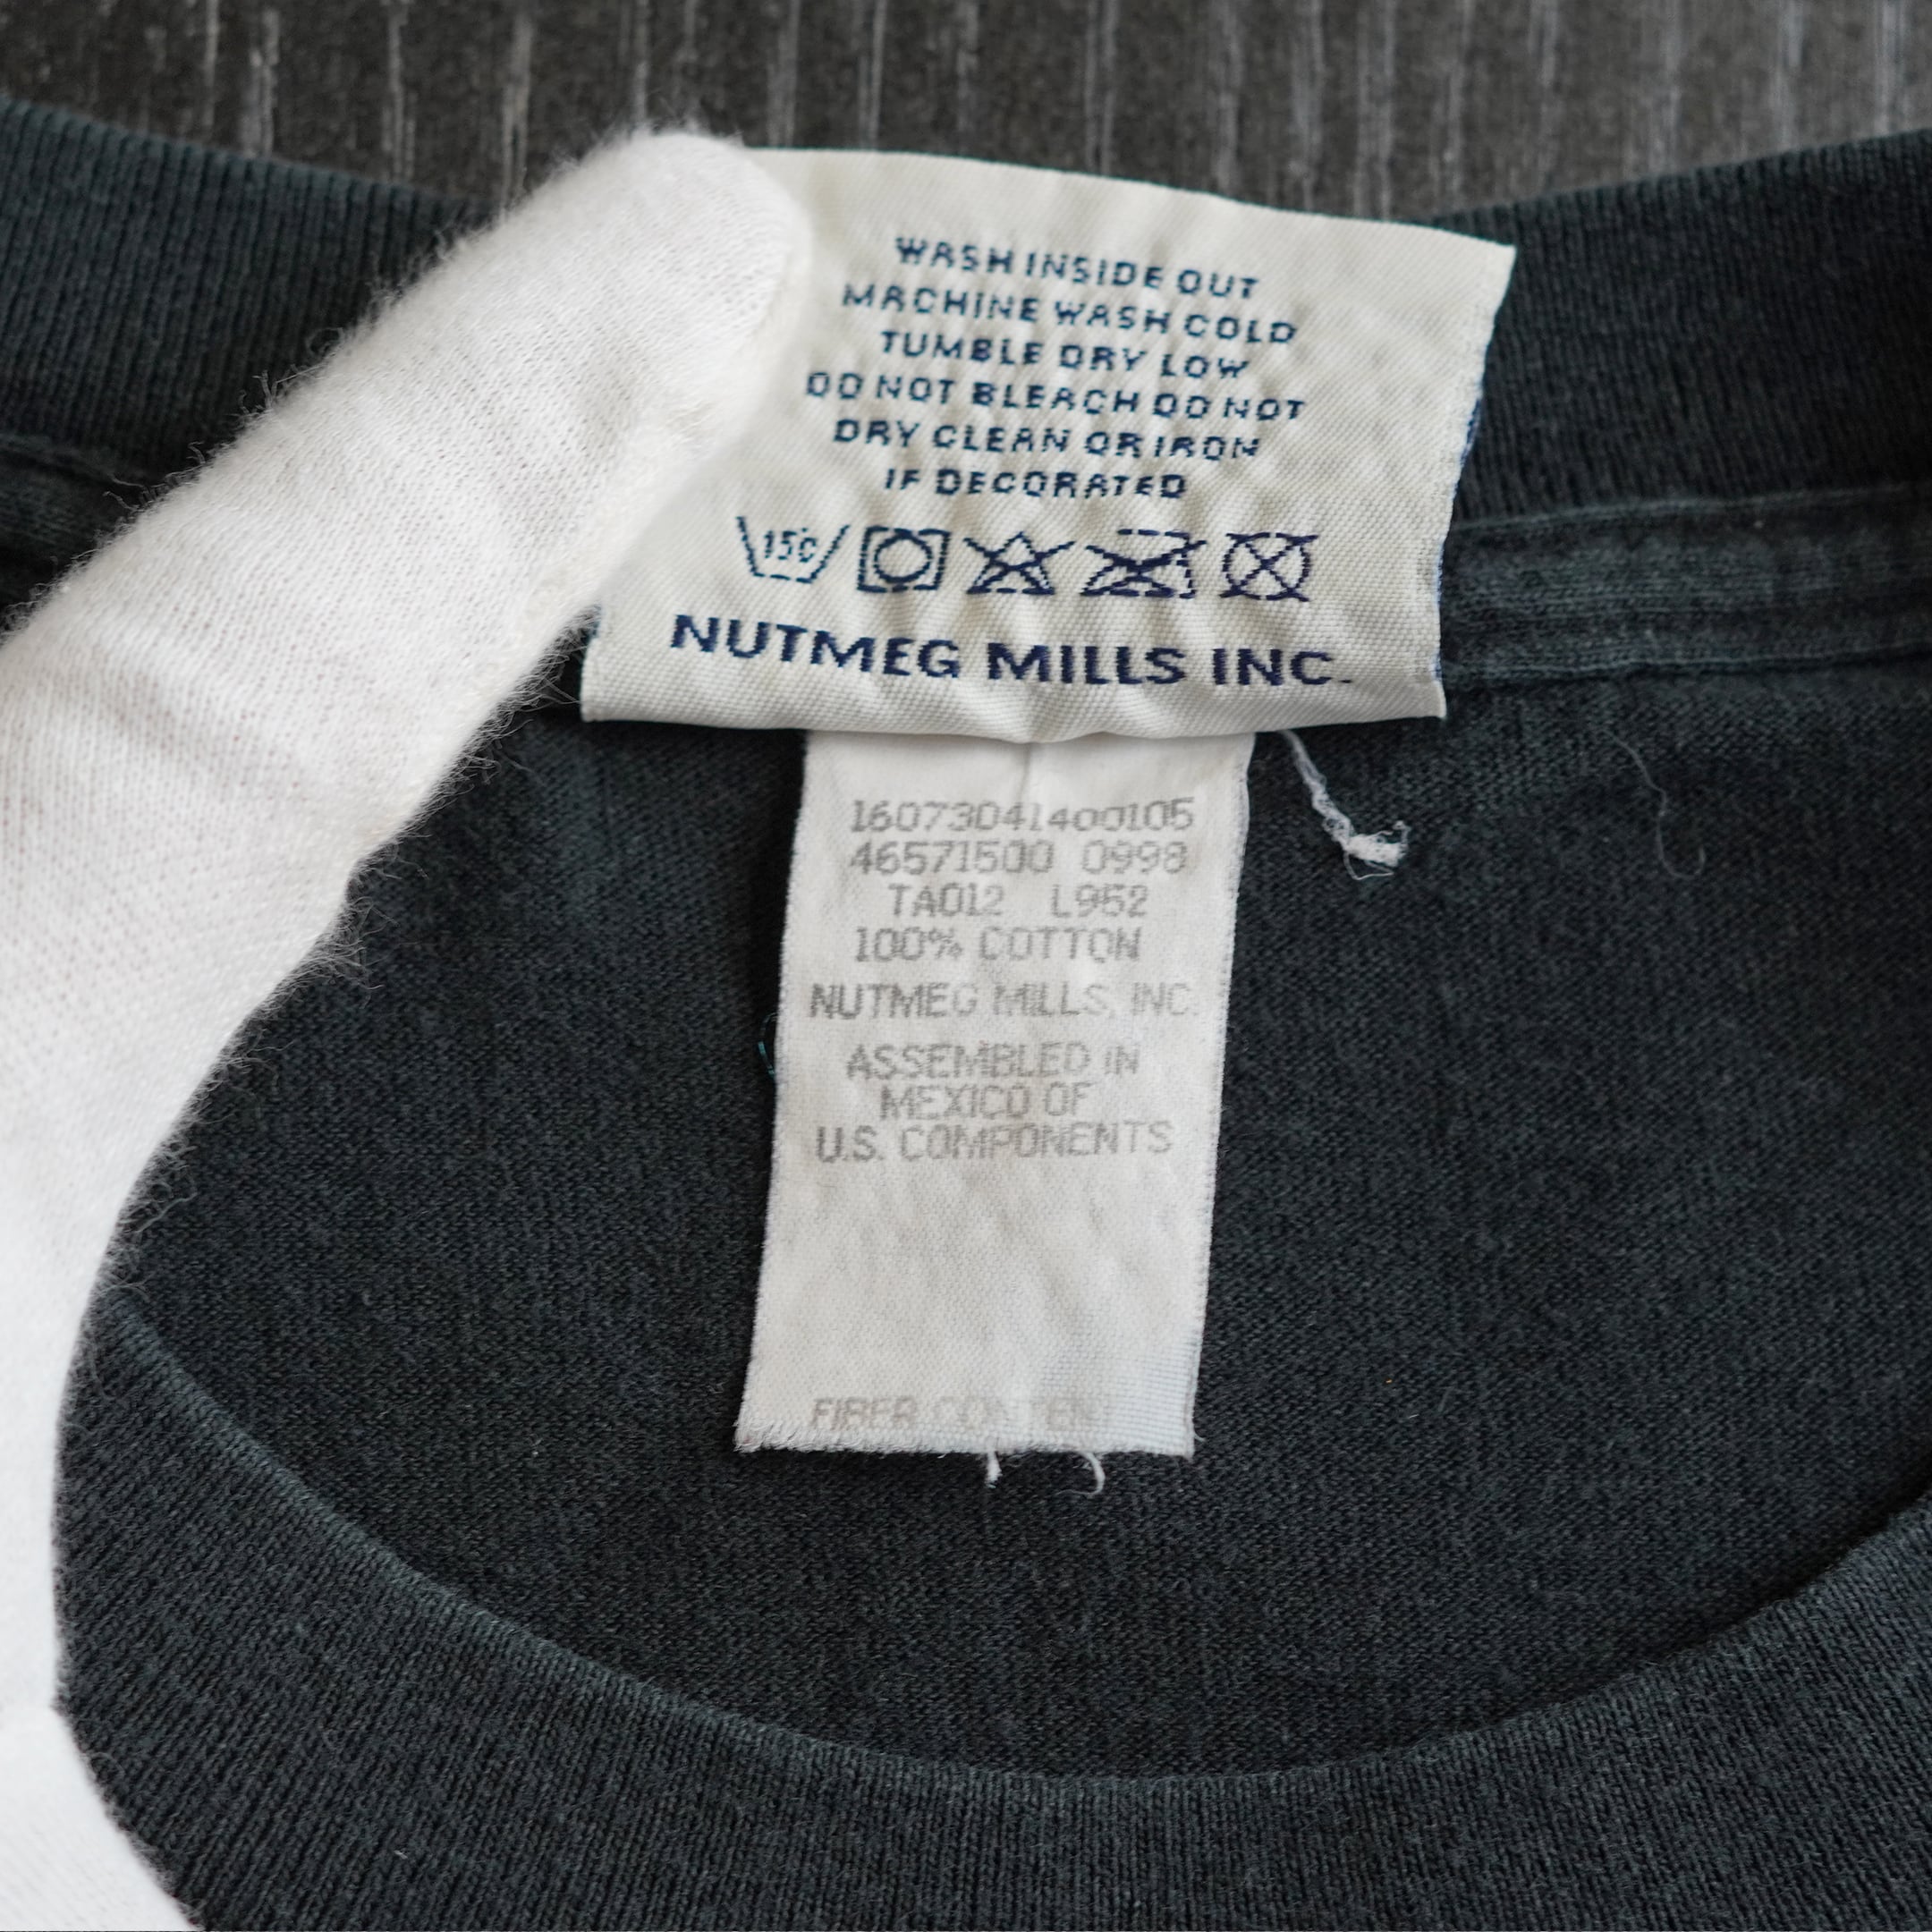 WASH INSIDE OUT
MACHINE WASH COLD
TUMBLE DRY LOW
DO NOT BLEACH DO NOT
DRY CLEAN OR IRON
IF DECORATED
15C
NUTMEG MILLS INC.
16073041400105
46571500 0998
TA012 L952
100% COTTON
NUTMEG MILLS, INC.
ASSEMBLED IN
MEXICO OF
U.S. COMPONENTS
FIBER CONTENT